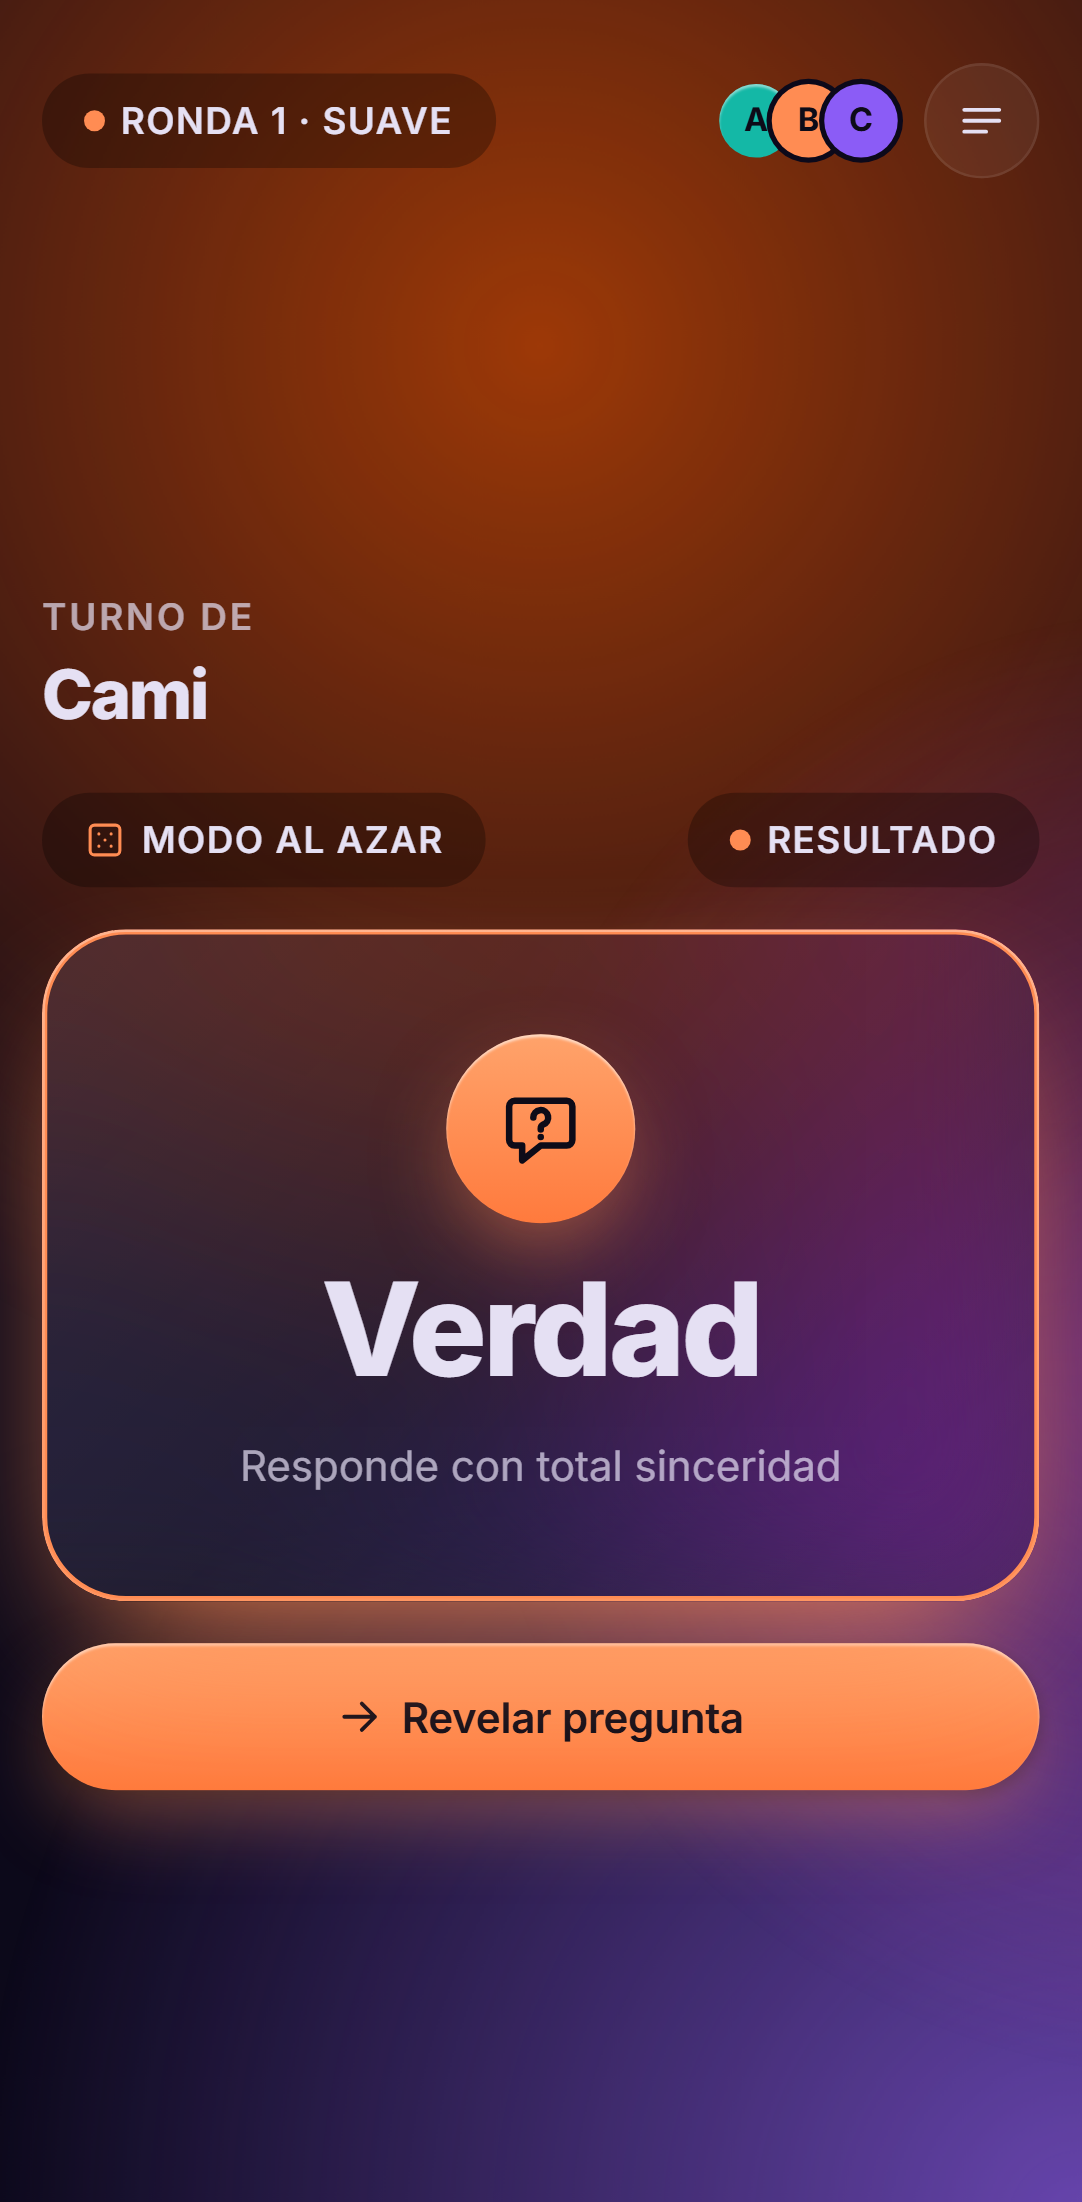 RONDA 1 · SUAVE
A B C
TURNO DE
Cami
MODO AL AZAR
RESULTADO
Verdad
Responde con total sinceridad
Revelar pregunta